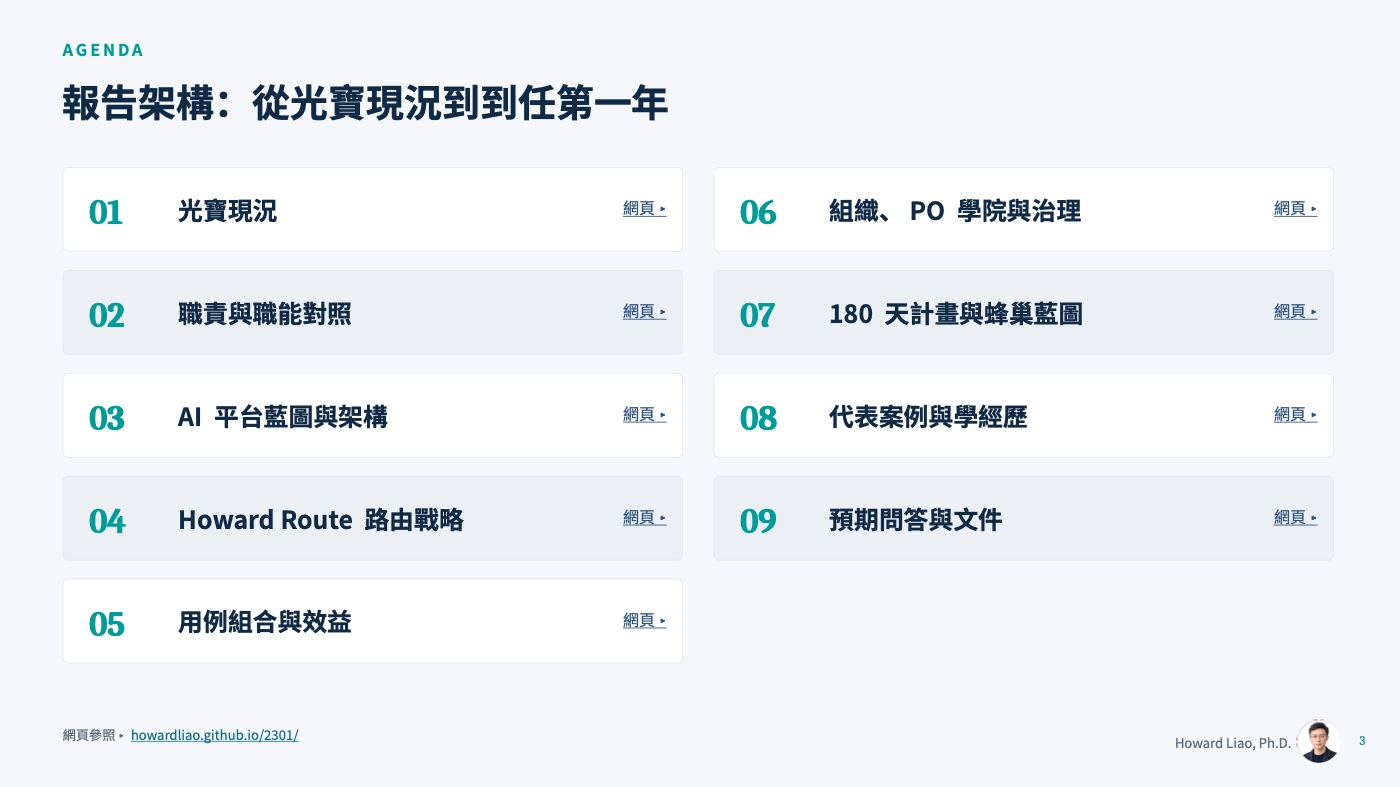 AGENDA
報告架構：從光寶現況到到任第一年
01 光寶現況 網頁 ▸
02 職責與職能對照 網頁 ▸
03 AI 平台藍圖與架構 網頁 ▸
04 Howard Route 路由戰略 網頁 ▸
05 用例組合與效益 網頁 ▸
06 組織、 PO 學院與治理 網頁 ▸
07 180 天計畫與蜂巢藍圖 網頁 ▸
08 代表案例與學經歷 網頁 ▸
09 預期問答與文件 網頁 ▸
網頁參照 ▸ howardliao.github.io/2301/
Howard Liao, Ph.D.
3